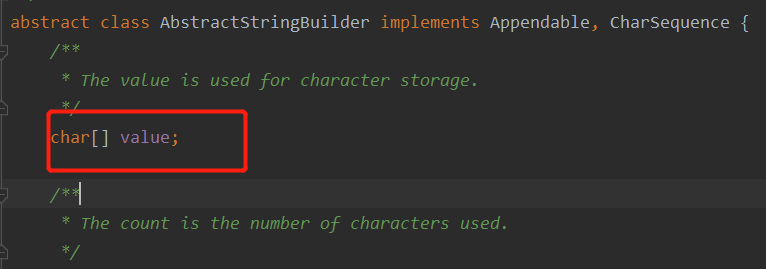 abstract class AbstractStringBuilder implements Appendable, CharSequence {
/**
* The value is used for character storage.
*/
char[] value;
/**
* The count is the number of characters used.
*/